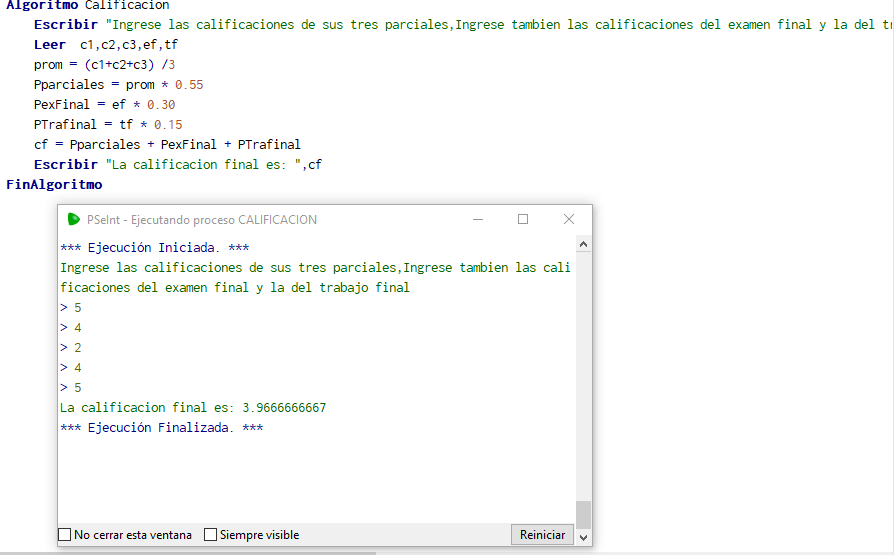 Algoritmo Calificacion
Escribir "Ingrese las calificaciones de sus tres parciales,Ingrese tambien las calificaciones del examen final y la del
Leer c1,c2,c3,ef,tf
prom = (c1+c2+c3) /3
Pparciales = prom * 0.55
PexFinal = ef * 0.30
PTrafinal = tf * 0.15
cf = Pparciales + PexFinal + PTrafinal
Escribir "La calificacion final es: ",cf
FinAlgoritmo
PSeInt - Ejecutando proceso CALIFICACION
*** Ejecución Iniciada. ***
Ingrese las calificaciones de sus tres parciales,Ingrese tambien las cali
ficaciones del examen final y la del trabajo final
> 5
> 4
> 2
> 4
> 5
La calificacion final es: 3.9666666667
*** Ejecución Finalizada. ***
No cerrar esta ventana Siempre visible Reiniciar